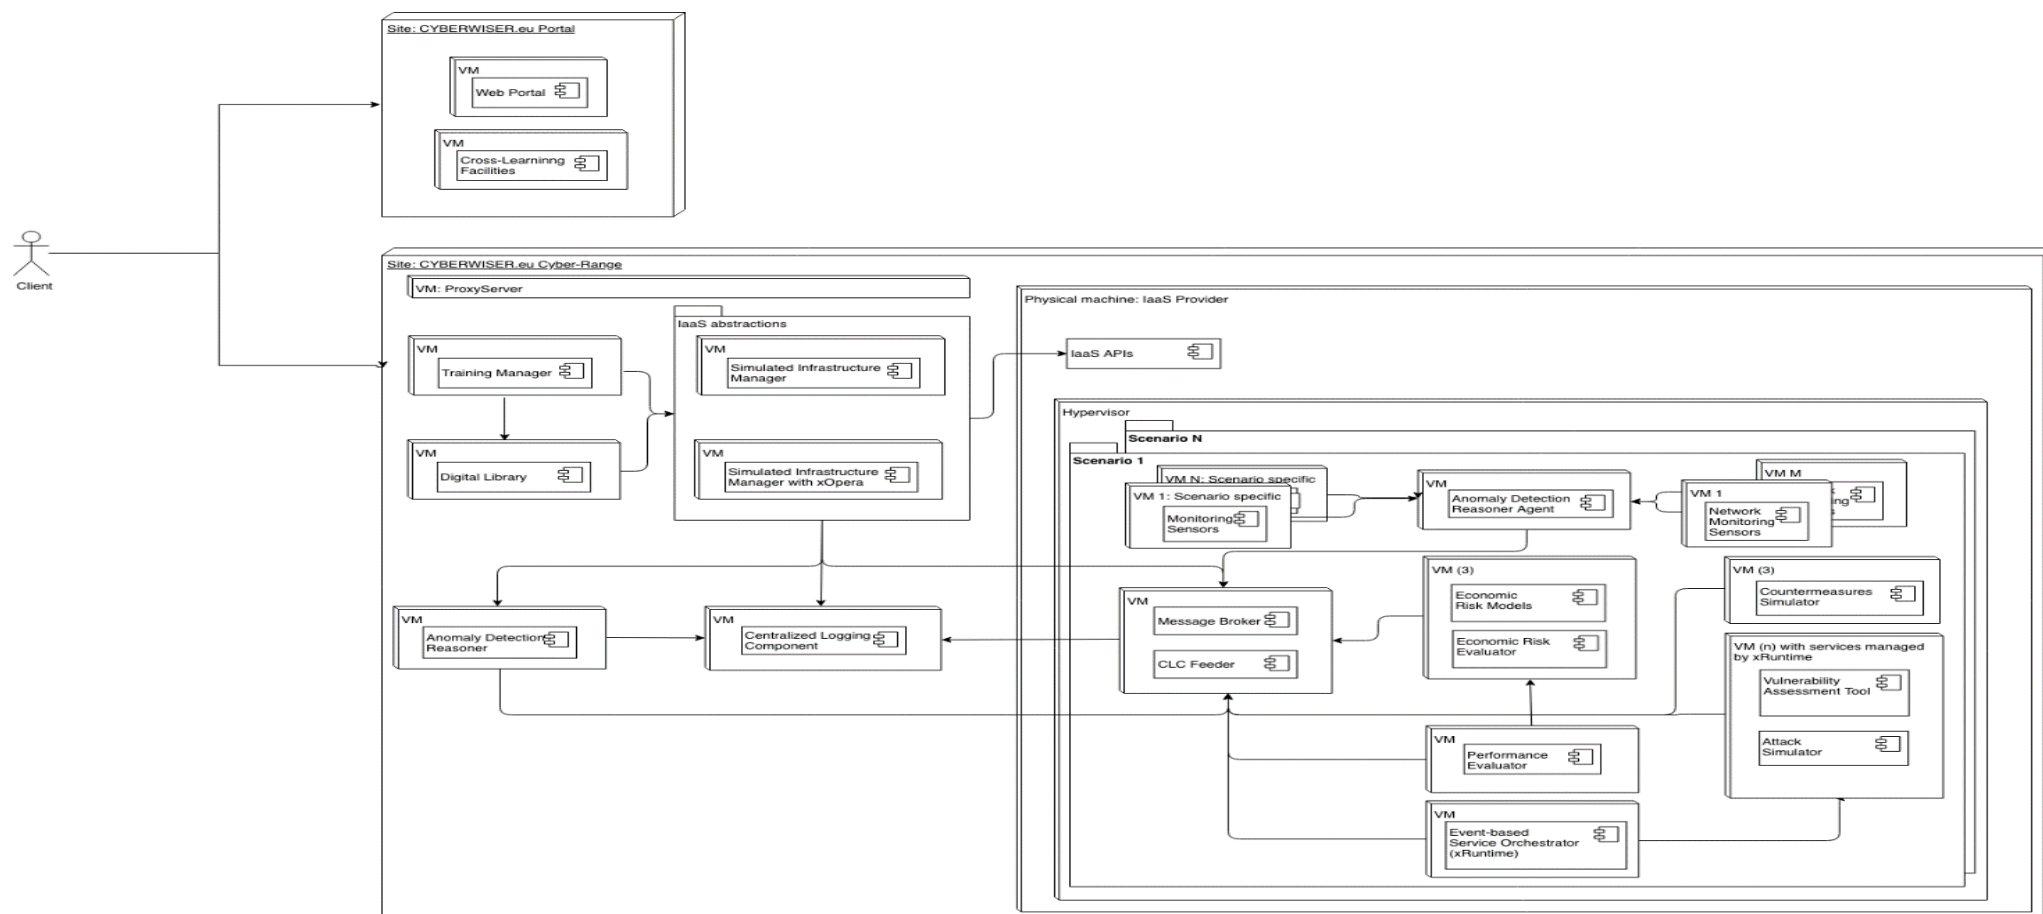 Site: CYBERWISER.eu Portal
VM
Web Portal
VM
Cross-Learninng
Facilities
Client
Site: CYBERWISER.eu Cyber-Range
VM: ProxyServer
Physical machine: IaaS Provider
IaaS abstractions
VM
Training Manager
VM
Simulated Infrastructure
Manager
IaaS APIs
VM
Digital Library
VM
Simulated Infrastructure
Manager with xOpera
Hypervisor
Scenario N
Scenario 1
VM N: Scenario specific
VM 1: Scenario specific
Monitoring
Sensors
VM
Anomaly Detection
Reasoner Agent
VM M
ing
VM 1
Network
Monitoring
Sensors
VM
Anomaly Detection
Reasoner
VM
Centralized Logging
Component
VM
Message Broker
CLC Feeder
VM (3)
Economic
Risk Models
Economic Risk
Evaluator
VM (3)
Countermeasures
Simulator
VM (n) with services managed
by xRuntime
Vulnerability
Assessment Tool
Attack
Simulator
VM
Performance
Evaluator
VM
Event-based
Service Orchestrator
(xRuntime)